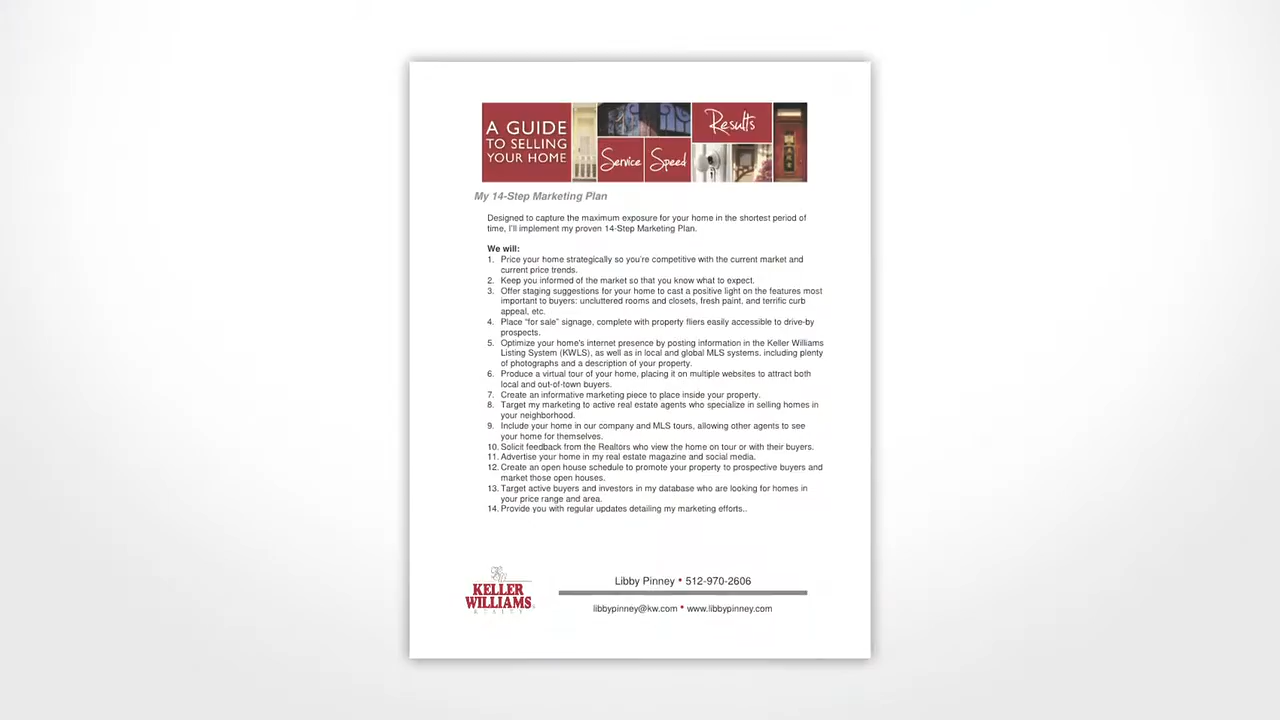 A GUIDE
TO SELLING
YOUR HOME
Service
Speed
Results
My 14-Step Marketing Plan
Designed to capture the maximum exposure for your home in the shortest period of
time, I'll implement my proven 14-Step Marketing Plan.
We will:
1. Price your home strategically so you're competitive with the current market and
current price trends.
2. Keep you informed of the market so that you know what to expect.
3. Offer staging suggestions for your home to cast a positive light on the features most
important to buyers: uncluttered rooms and closets, fresh paint, and terrific curb
appeal, etc.
4. Place "for sale" signage, complete with property fliers easily accessible to drive-by
prospects.
5. Optimize your home's internet presence by posting information in the Keller Williams
Listing System (KWLS), as well as in local and global MLS systems. including plenty
of photographs and a description of your property.
6. Produce a virtual tour of your home, placing it on multiple websites to attract both
local and out-of-town buyers.
7. Create an informative marketing piece to place inside your property.
8. Target my marketing to active real estate agents who specialize in selling homes in
your neighborhood.
9. Include your home in our company and MLS tours, allowing other agents to see
your home for themselves.
10. Solicit feedback from the Realtors who view the home on tour or with their buyers.
11. Advertise your home in my real estate magazine and social media.
12. Create an open house schedule to promote your property to prospective buyers and
market those open houses.
13. Target active buyers and investors in my database who are looking for homes in
your price range and area.
14. Provide you with regular updates detailing my marketing efforts..
KELLER
WILLIAMS
REALTY
Libby Pinney • 512-970-2606
libbypinney@kw.com • www.libbypinney.com